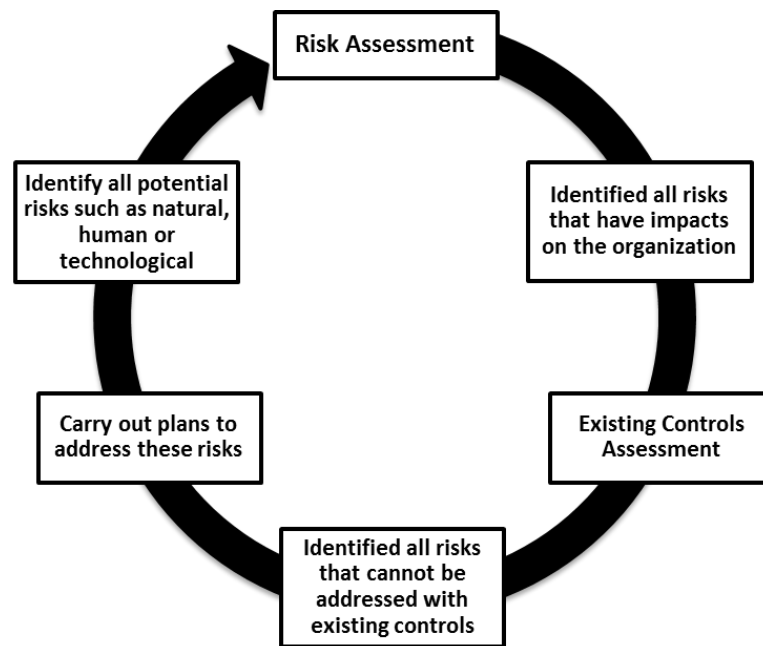 Risk Assessment
Identified all risks
that have impacts
on the organization
Existing Controls
Assessment
Identified all risks
that cannot be
addressed with
existing controls
Carry out plans to
address these risks
Identify all potential
risks such as natural,
human or
technological